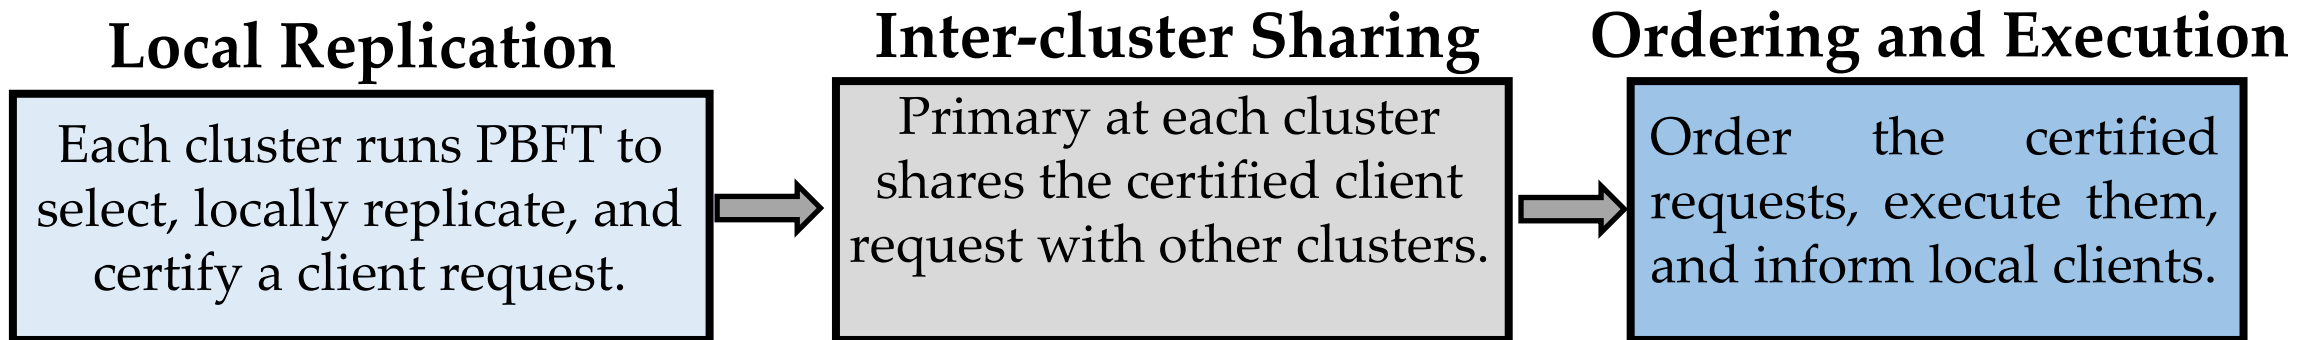 Local Replication
Each cluster runs PBFT to
select, locally replicate, and
certify a client request.
Inter-cluster Sharing
Primary at each cluster
shares the certified client
request with other clusters.
Ordering and Execution
Order the certified
requests, execute them,
and inform local clients.